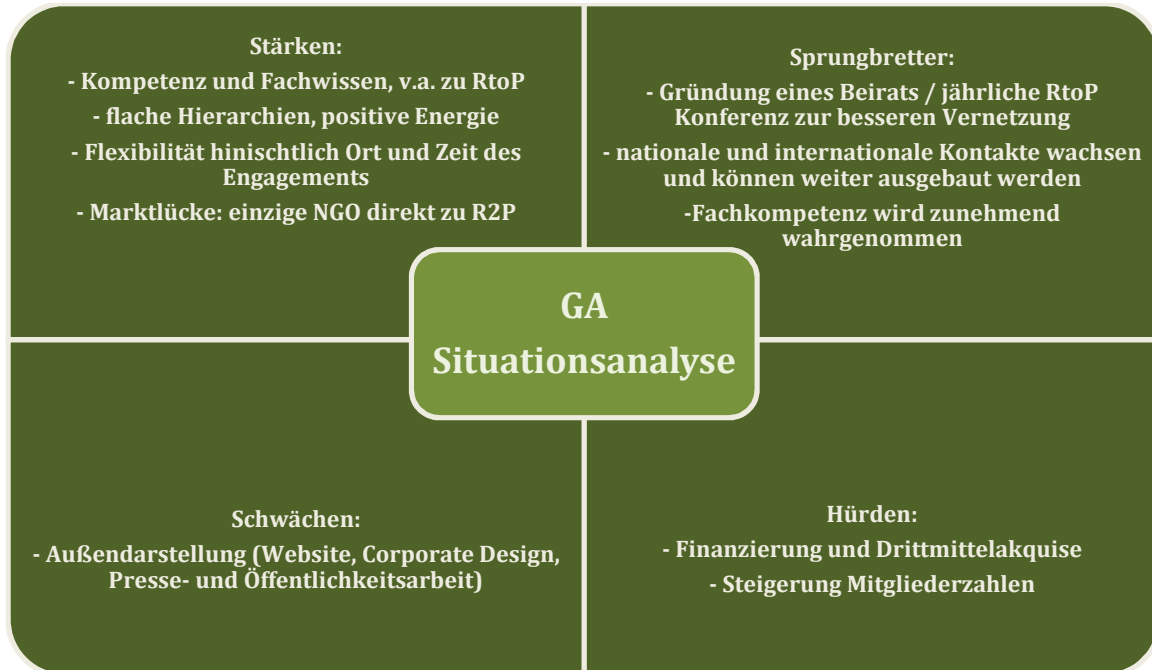 Stärken:
- Kompetenz und Fachwissen, v.a. zu RtoP
- flache Hierarchien, positive Energie
- Flexibilität hinischtlich Ort und Zeit des
Engagements
- Marktlücke: einzige NGO direkt zu R2P
Sprungbretter:
- Gründung eines Beirats / jährliche RtoP
Konferenz zur besseren Vernetzung
- nationale und internationale Kontakte wachsen
und können weiter ausgebaut werden
-Fachkompetenz wird zunehmend
wahrgenommen
GA
Situationsanalyse
Schwächen:
- Außendarstellung (Website, Corporate Design,
Presse- und Öffentlichkeitsarbeit)
Hürden:
- Finanzierung und Drittmittelakquise
- Steigerung Mitgliederzahlen